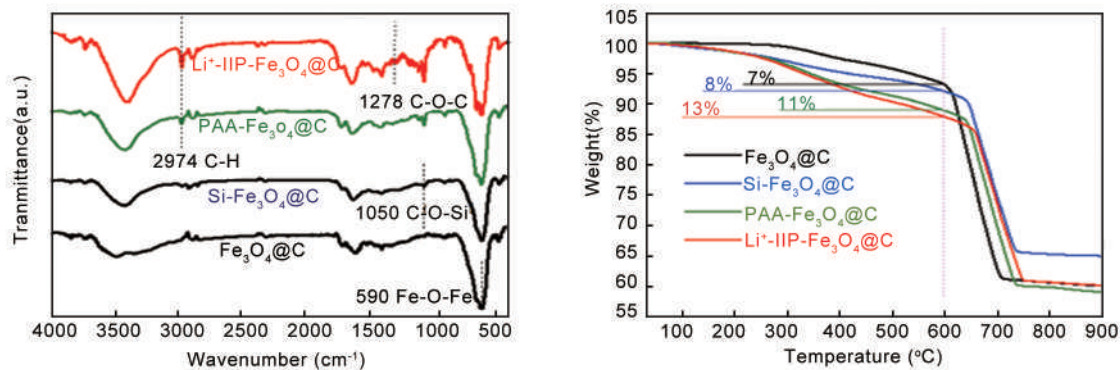 Tranmittance(a.u.)
Li⁺-IIP-Fe₃O₄@C
1278 C-O-C
PAA-Fe₃O₄@C
2974 C-H
Si-Fe₃O₄@C
1050 C-O-Si
Fe₃O₄@C
590 Fe-O-Fe
4000 3000 2000 1500 1000 500
Wavenumber (cm⁻¹)
Weight(%)
105
100
95
90
85
80
75
70
65
60
55
7%
8%
11%
13%
Fe₃O₄@C
Si-Fe₃O₄@C
PAA-Fe₃O₄@C
Li⁺-IIP-Fe₃O₄@C
100 200 300 400 500 600 700 800 900
Temperature (°C)